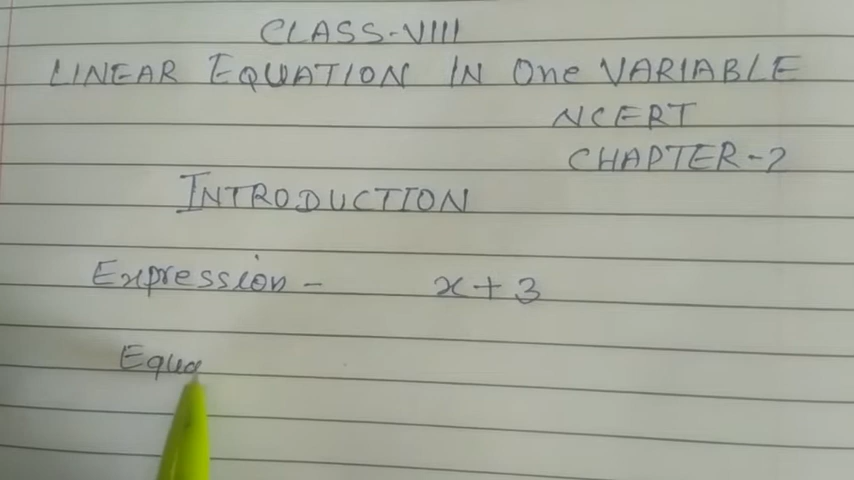 CLASS-VIII
LINEAR EQUATION IN One VARIABLE
NCERT
CHAPTER-2
INTRODUCTION
Expression - x + 3
Equa